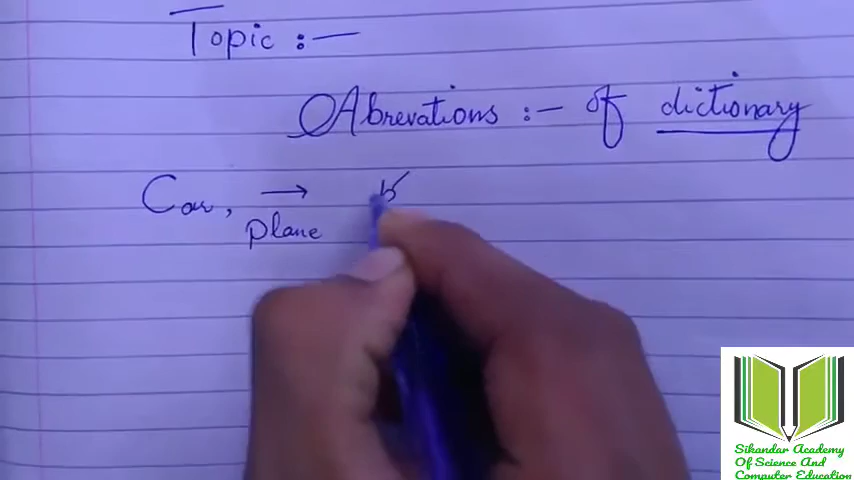 Topic :—
Abrevations :— of dictionary
Car, →
plane
Sikandar Academy
Of Science And
Computer Education